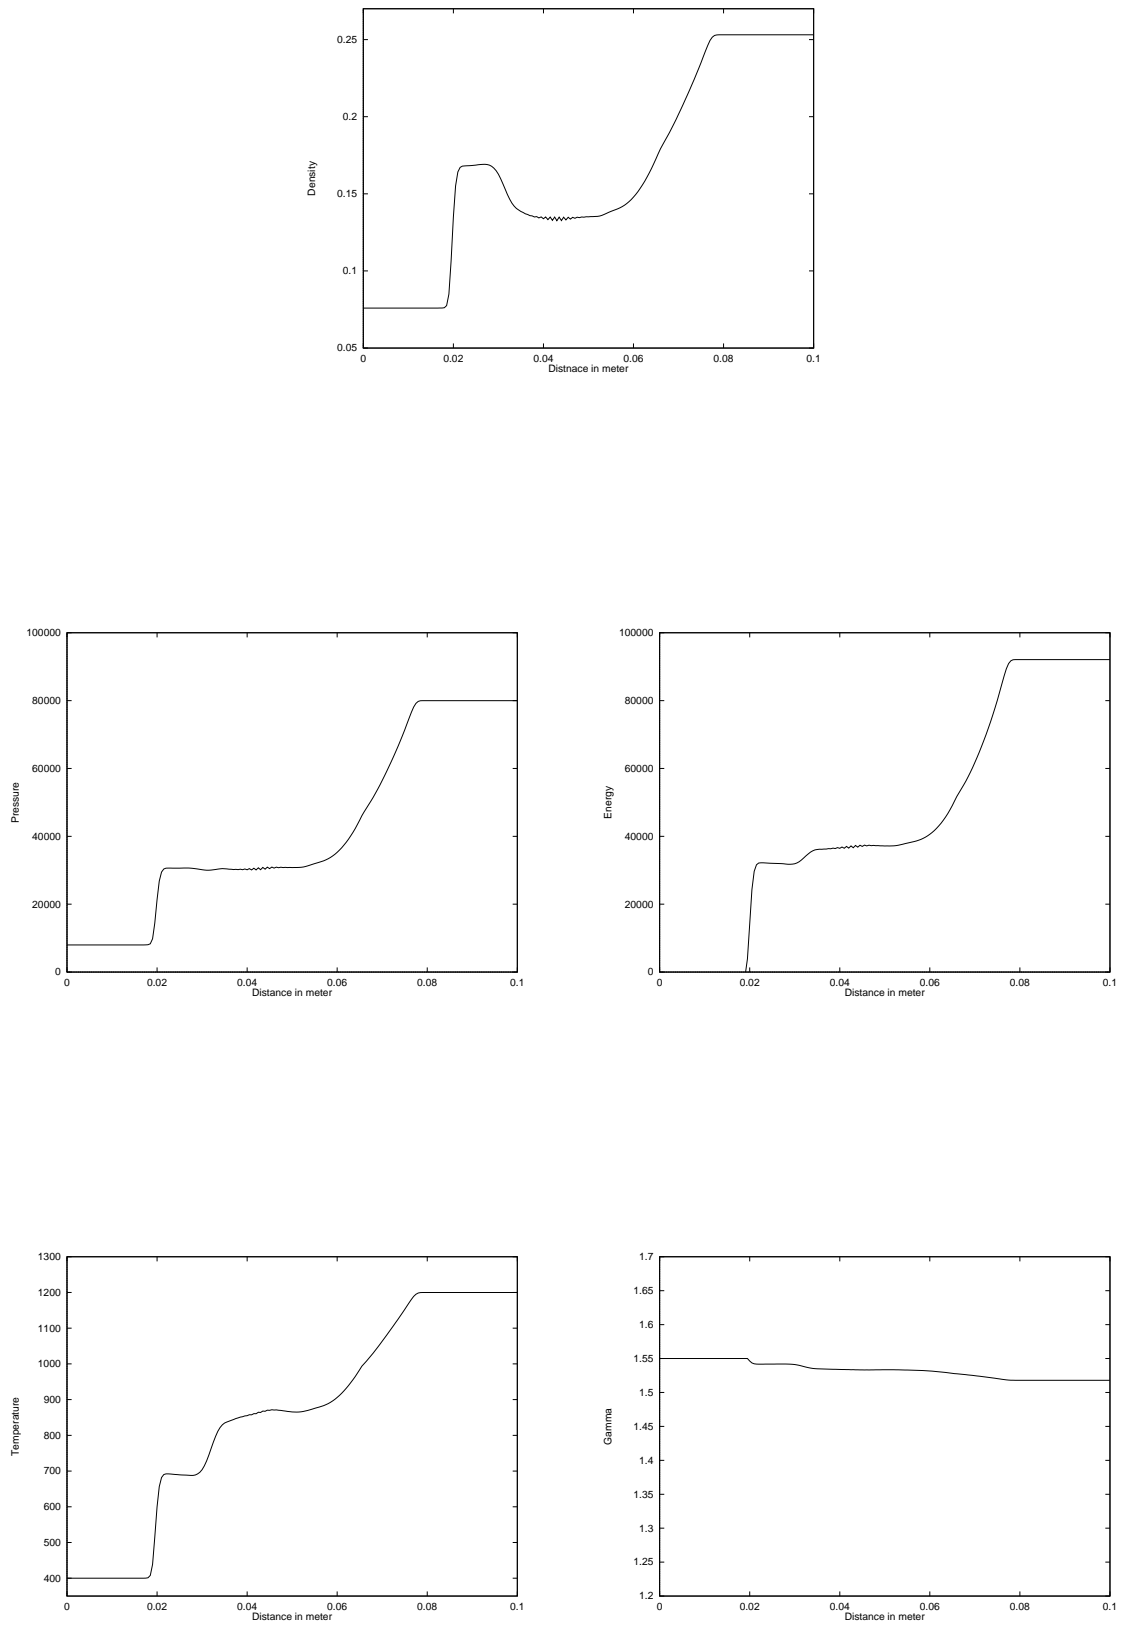 0.25
0.2
0.15
0.1
0.05
Density
0 0.02 0.04 0.06 0.08 0.1
Distnace in meter
100000
80000
60000
40000
20000
0
Pressure
0 0.02 0.04 0.06 0.08 0.1
Distance in meter
100000
80000
60000
40000
20000
0
Energy
0 0.02 0.04 0.06 0.08 0.1
Distance in meter
1300
1200
1100
1000
900
800
700
600
500
400
Temperature
0 0.02 0.04 0.06 0.08 0.1
Distance in meter
1.7
1.65
1.6
1.55
1.5
1.45
1.4
1.35
1.3
1.25
1.2
Gamma
0 0.02 0.04 0.06 0.08 0.1
Distance in meter